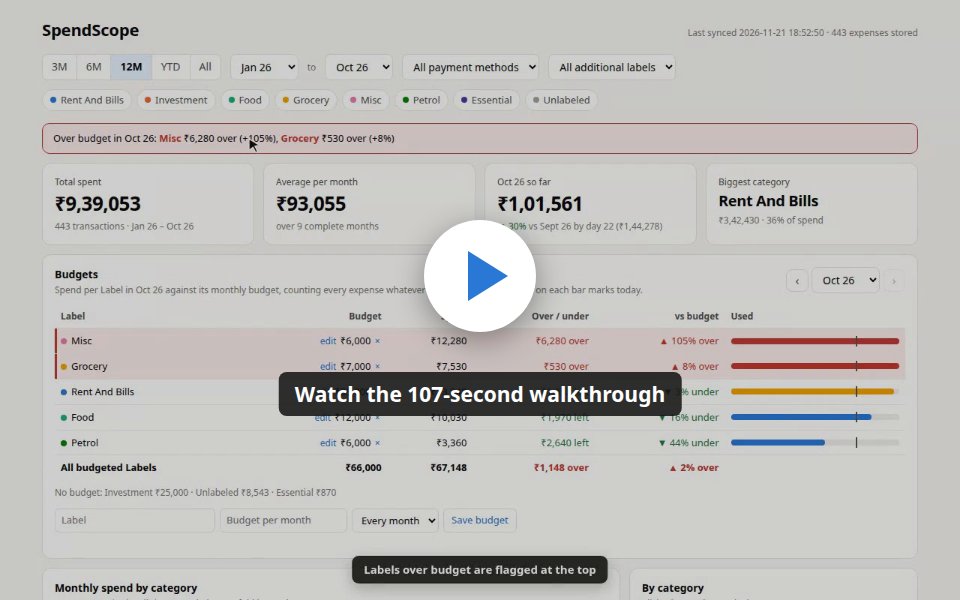 SpendScope
Last synced 2026-11-21 18:52:50 · 443 expenses stored
3M 6M 12M YTD All Jan 26 to Oct 26 All payment methods All additional labels
Rent And Bills Investment Food Grocery Misc Petrol Essential Unlabeled
Over budget in Oct 26: Misc ₹6,280 over (+105%), Grocery ₹530 over (+8%)
Total spent
₹9,39,053
443 transactions · Jan 26 – Oct 26
Average per month
₹93,055
over 9 complete months
Oct 26 so far
₹1,01,561
30% vs Sept 26 by day 22 (₹1,44,278)
Biggest category
Rent And Bills
₹3,42,430 · 36% of spend
Budgets
Spend per Label in Oct 26 against its monthly budget, counting every expense whatever
on each bar marks today.
‹ Oct 26 ›
Label Budget Over / under vs budget Used
Misc edit ₹6,000 × ₹12,280 ₹6,280 over ▲ 105% over
Grocery edit ₹7,000 × ₹7,530 ₹530 over ▲ 8% over
Rent And Bills under
Watch the 107-second walkthrough
Food edit ₹12,000 × ₹10,030 ₹1,970 left ▼ 16% under
Petrol edit ₹6,000 × ₹3,360 ₹2,640 left ▼ 44% under
All budgeted Labels ₹66,000 ₹67,148 ₹1,148 over ▲ 2% over
No budget: Investment ₹25,000 · Unlabeled ₹8,543 · Essential ₹870
Label Budget per month Every month Save budget
Labels over budget are flagged at the top
Monthly spend by category
By category